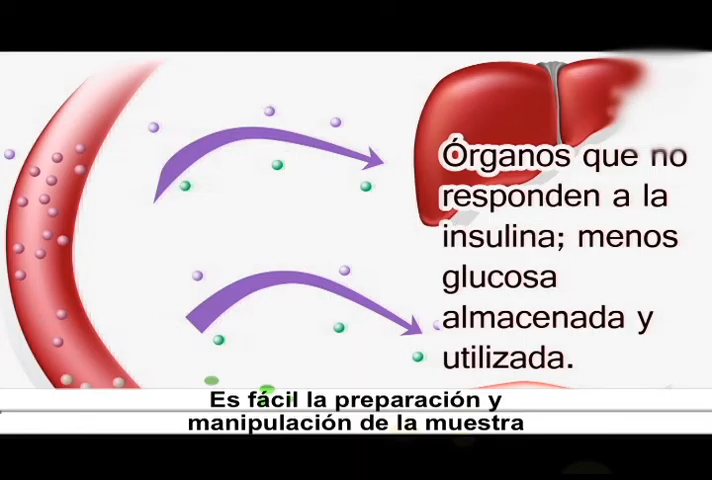 Órganos que no
responden a la
insulina; menos
glucosa
almacenada y
utilizada.
Es fácil la preparación y
manipulación de la muestra